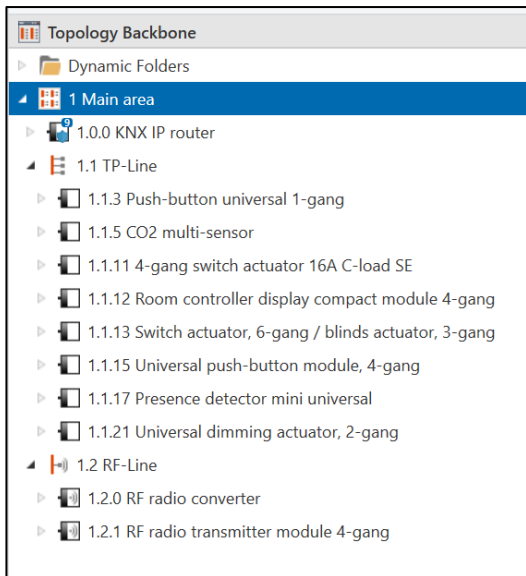 Topology Backbone
Dynamic Folders
1 Main area
9
1.0.0 KNX IP router
1.1 TP-Line
1.1.3 Push-button universal 1-gang
1.1.5 CO2 multi-sensor
1.1.11 4-gang switch actuator 16A C-load SE
1.1.12 Room controller display compact module 4-gang
1.1.13 Switch actuator, 6-gang / blinds actuator, 3-gang
1.1.15 Universal push-button module, 4-gang
1.1.17 Presence detector mini universal
1.1.21 Universal dimming actuator, 2-gang
1.2 RF-Line
1.2.0 RF radio converter
1.2.1 RF radio transmitter module 4-gang